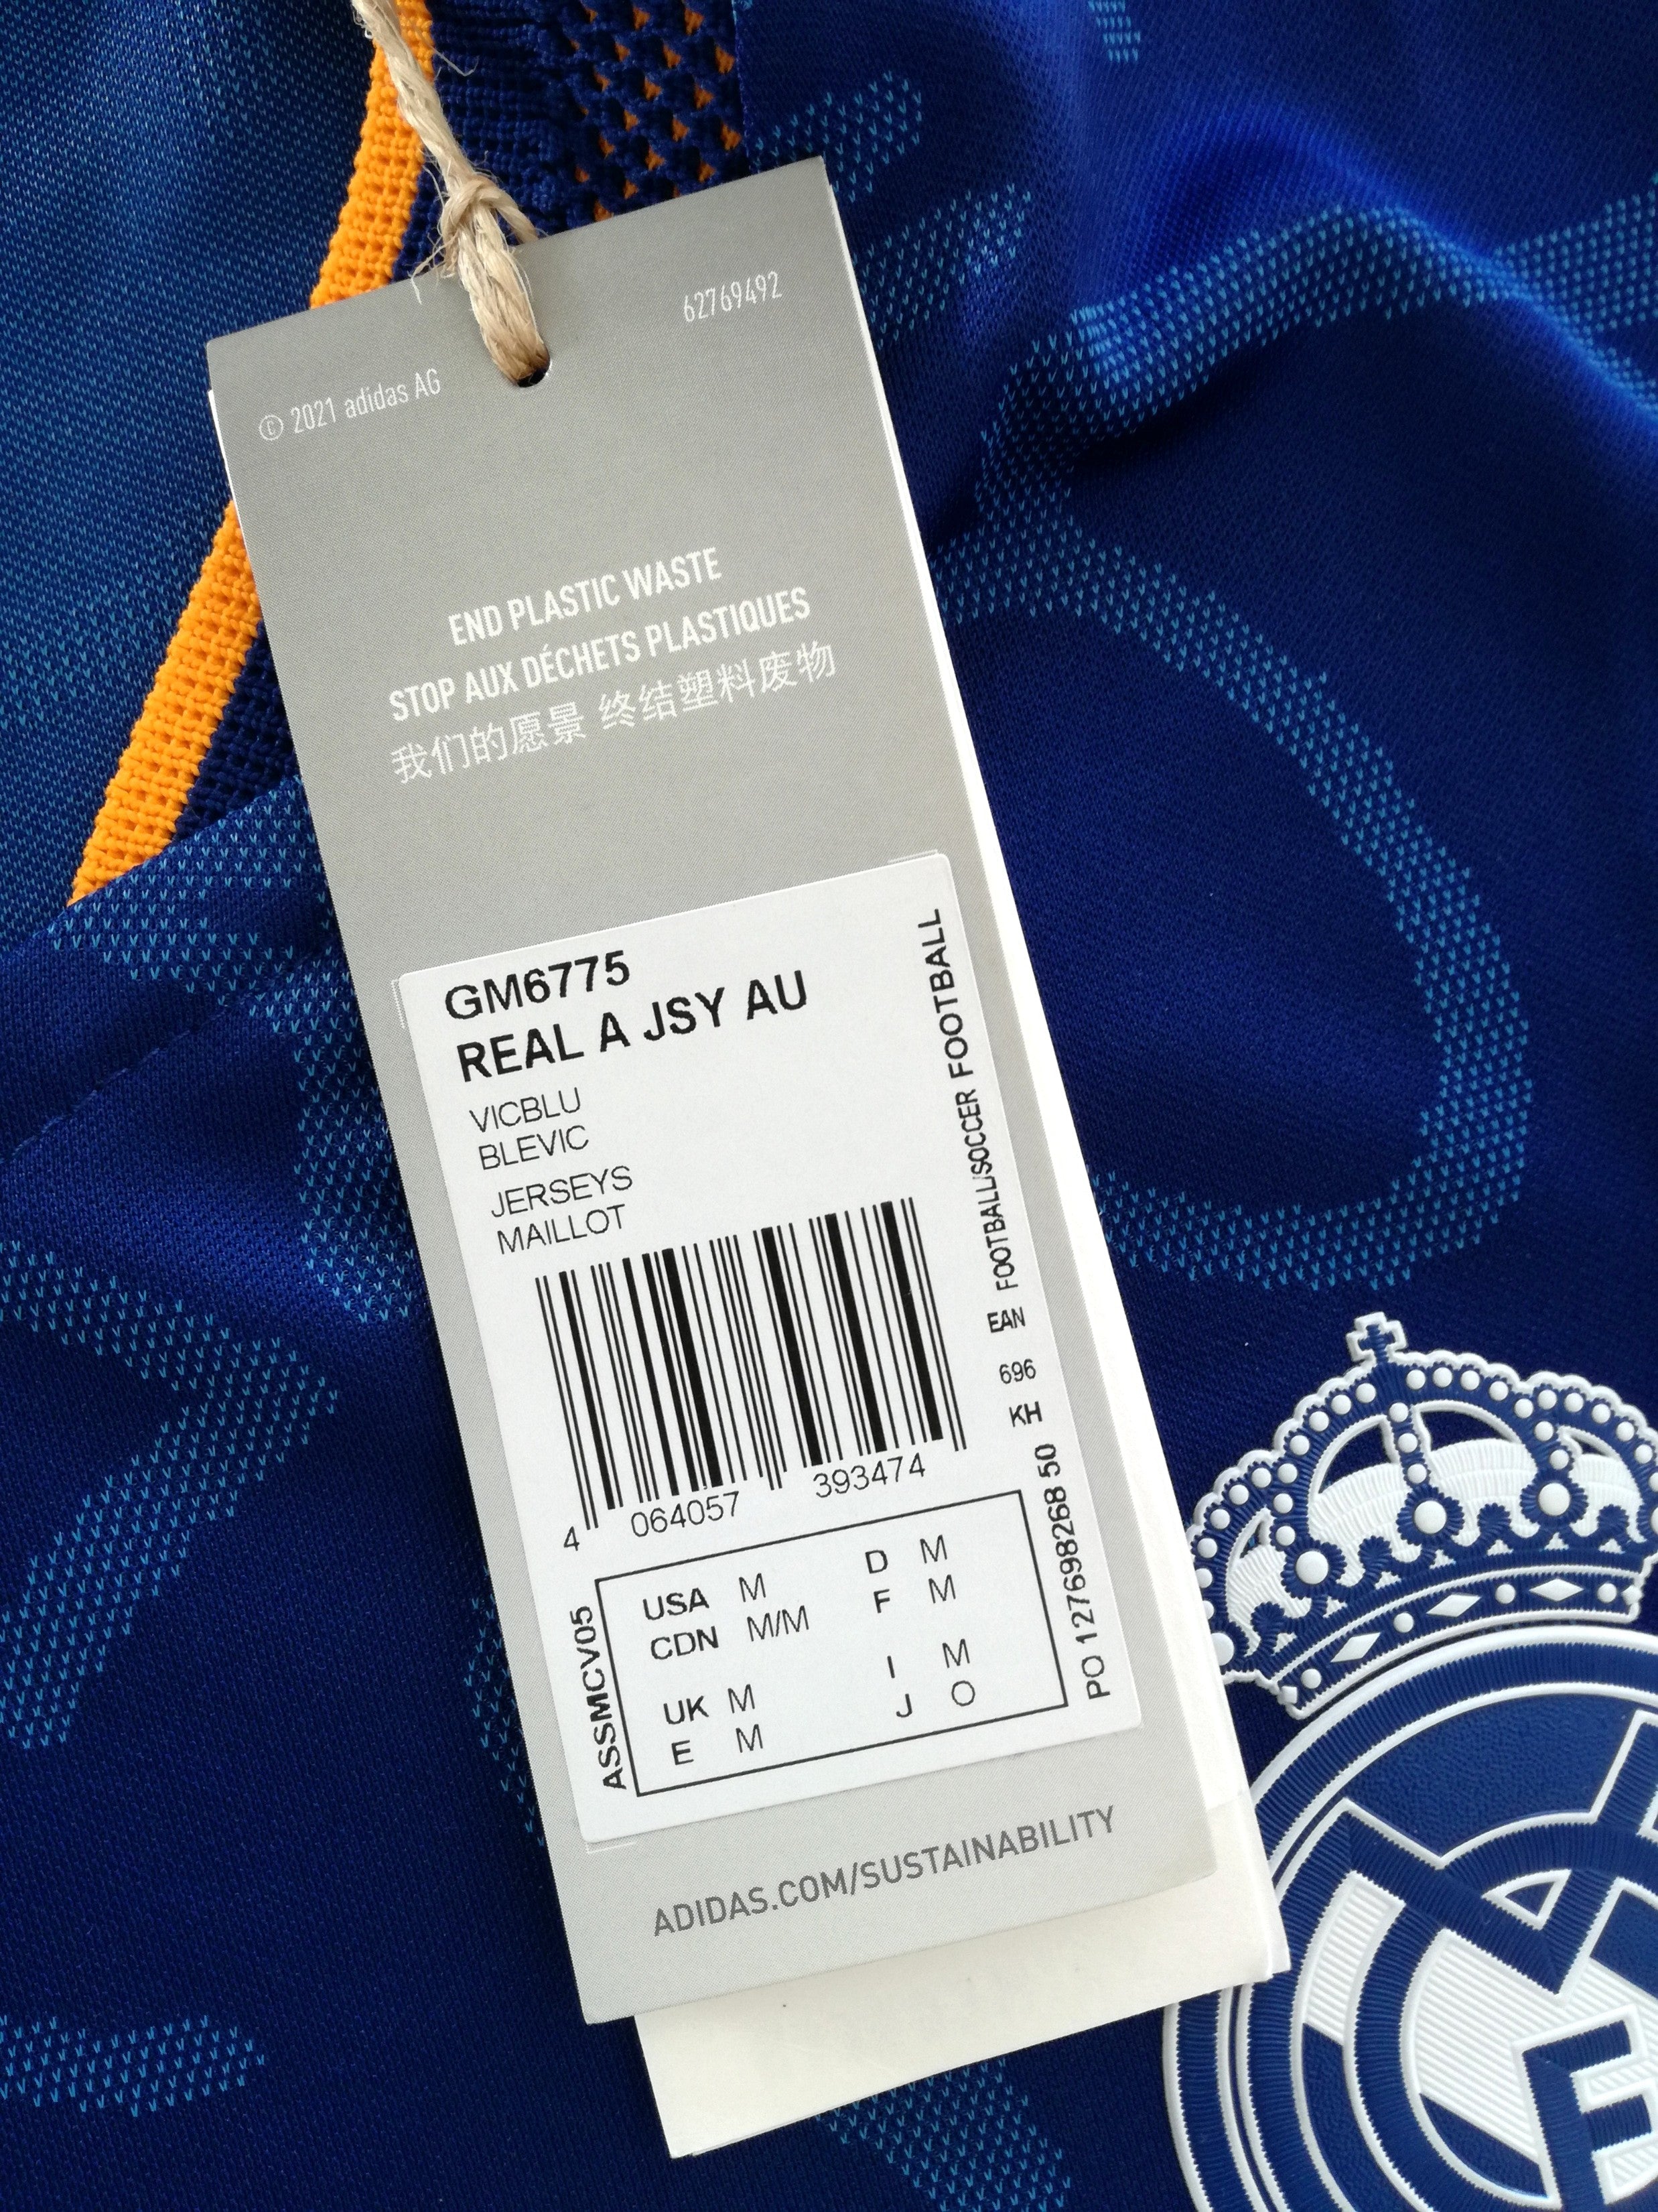 62769492
© 2021 adidas AG
END PLASTIC WASTE
STOP AUX DÉCHETS PLASTIQUES
我们的愿景 终结塑料废物
GM6775
REAL A JSY AU
VICBLU
BLEVIC
JERSEYS
MAILLOT
4 064057 393474
FOOTBALL/SOCCER FOOTBALL
EAN
696
KH
PO 127698268 50
ASSMCV05
USA M D M
CDN M/M F M
UK M I M
E M J O
ADIDAS.COM/SUSTAINABILITY